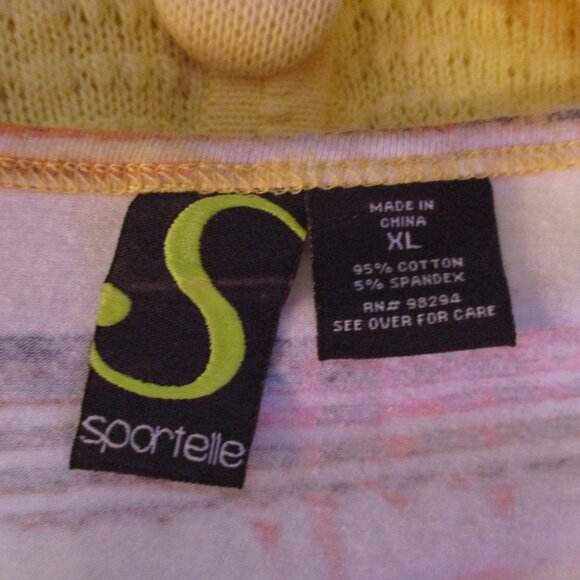 S
sportelle
MADE IN
CHINA
XL
95% COTTON
5% SPANDEX
RN# 98294
SEE OVER FOR CARE